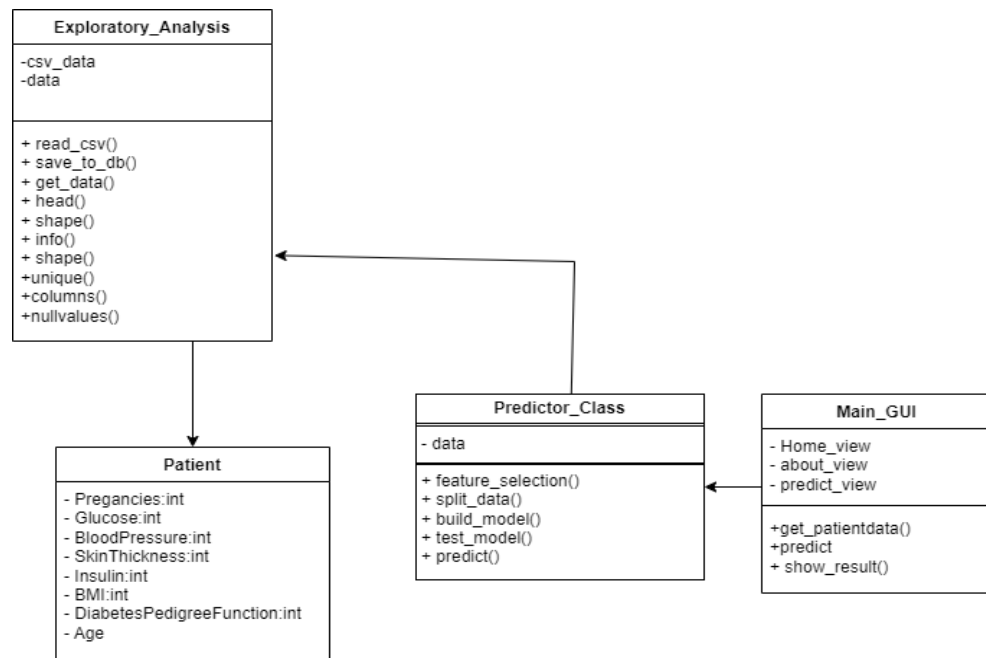 Exploratory_Analysis
-csv_data
-data
+ read_csv()
+ save_to_db()
+ get_data()
+ head()
+ shape()
+ info()
+ shape()
+unique()
+columns()
+nullvalues()
Patient
- Pregancies:int
- Glucose:int
- BloodPressure:int
- SkinThickness:int
- Insulin:int
- BMI:int
- DiabetesPedigreeFunction:int
- Age
Predictor_Class
- data
+ feature_selection()
+ split_data()
+ build_model()
+ test_model()
+ predict()
Main_GUI
- Home_view
- about_view
- predict_view
+get_patientdata()
+predict
+ show_result()